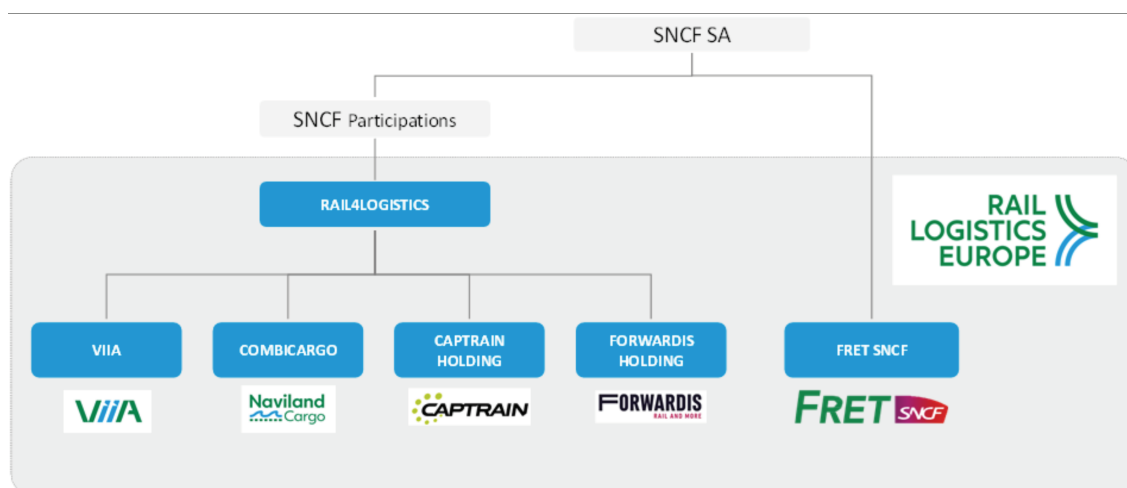 SNCF SA
SNCF Participations
RAIL4LOGISTICS
RAIL
LOGISTICS
EUROPE
VIIA
COMBICARGO
CAPTRAIN
HOLDING
FORWARDIS
HOLDING
FRET SNCF
VIIA
Naviland
Cargo
CAPTRAIN
FORWARDIS
RAIL AND MORE
FRET SNCF